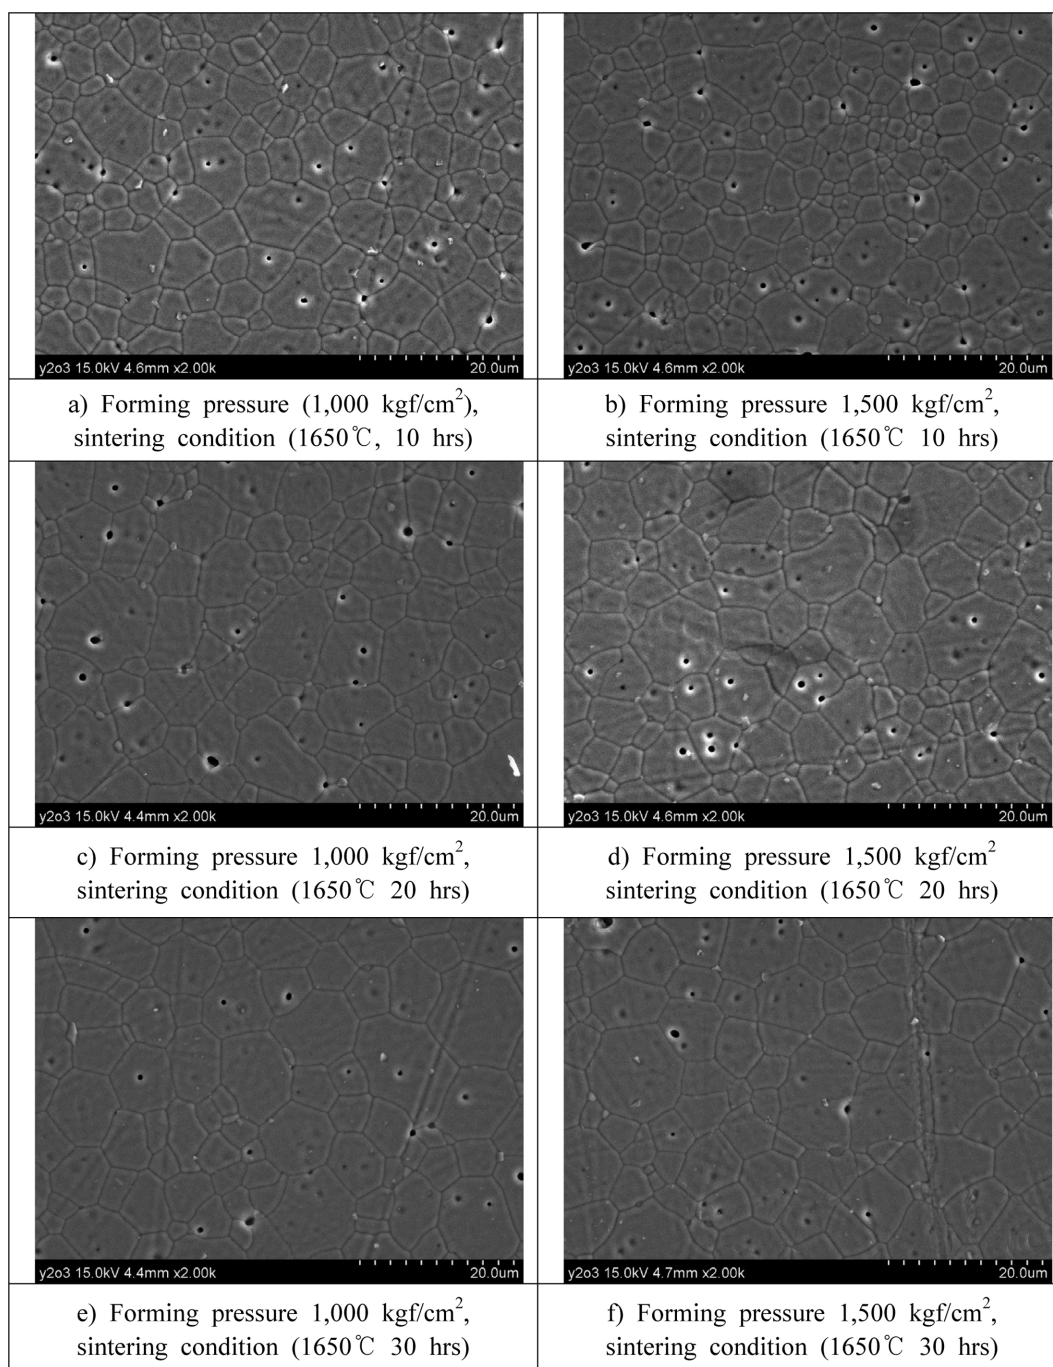 y2o3 15.0kV 4.6mm x2.00k 20.0um
y2o3 15.0kV 4.6mm x2.00k 20.0um
a) Forming pressure (1,000 kgf/cm²),
sintering condition (1650℃, 10 hrs)
b) Forming pressure 1,500 kgf/cm²,
sintering condition (1650℃ 10 hrs)
y2o3 15.0kV 4.4mm x2.00k 20.0um
y2o3 15.0kV 4.6mm x2.00k 20.0um
c) Forming pressure 1,000 kgf/cm²,
sintering condition (1650℃ 20 hrs)
d) Forming pressure 1,500 kgf/cm²
sintering condition (1650℃ 20 hrs)
y2o3 15.0kV 4.4mm x2.00k 20.0um
y2o3 15.0kV 4.7mm x2.00k 20.0um
e) Forming pressure 1,000 kgf/cm²,
sintering condition (1650℃ 30 hrs)
f) Forming pressure 1,500 kgf/cm²,
sintering condition (1650℃ 30 hrs)